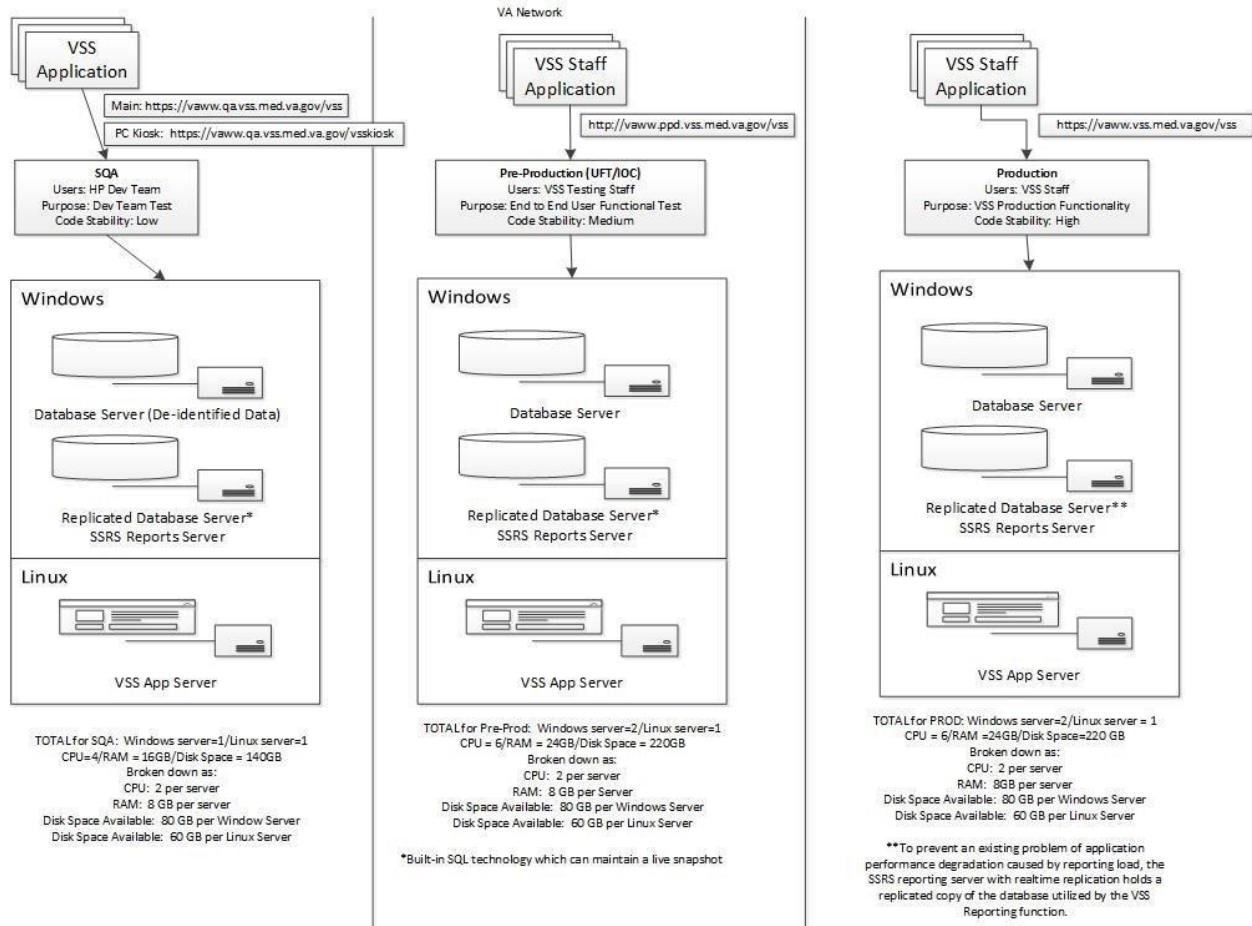 VA Network
VSS
Application
Main: https://vaww.qa.vss.med.va.gov/vss
PC Kiosk: https://vaww.qa.vss.med.va.gov/vsskiosk
SQA
Users: HP Dev Team
Purpose: Dev Team Test
Code Stability: Low
Windows
Database Server (De-identified Data)
Replicated Database Server*
SSRS Reports Server
Linux
VSS App Server
TOTAL for SQA: Windows server=1/Linux server=1
CPU=4/RAM = 16GB/Disk Space = 140GB
Broken down as:
CPU: 2 per server
RAM: 8 GB per server
Disk Space Available: 80 GB per Window Server
Disk Space Available: 60 GB per Linux Server
VSS Staff
Application
http://vaww.ppd.vss.med.va.gov/vss
Pre-Production (UFT/IOC)
Users: VSS Testing Staff
Purpose: End to End User Functional Test
Code Stability: Medium
Windows
Database Server
Replicated Database Server*
SSRS Reports Server
Linux
VSS App Server
TOTAL for Pre-Prod: Windows server=2/Linux server=1
CPU = 6/RAM = 24GB/Disk Space = 220GB
Broken down as:
CPU: 2 per server
RAM: 8 GB per Server
Disk Space Available: 80 GB per Windows Server
Disk Space Available: 60 GB per Linux Server
*Built-in SQL technology which can maintain a live snapshot
VSS Staff
Application
https://vaww.vss.med.va.gov/vss
Production
Users: VSS Staff
Purpose: VSS Production Functionality
Code Stability: High
Windows
Database Server
Replicated Database Server**
SSRS Reports Server
Linux
VSS App Server
TOTAL for PROD: Windows server=2/Linux server = 1
CPU = 6/RAM =24GB/Disk Space=220 GB
Broken down as:
CPU: 2 per server
RAM: 8GB per server
Disk Space Available: 80 GB per Windows Server
Disk Space Available: 60 GB per Linux Server
**To prevent an existing problem of application
performance degradation caused by reporting load, the
SSRS reporting server with realtime replication holds a
replicated copy of the database utilized by the VSS
Reporting function.